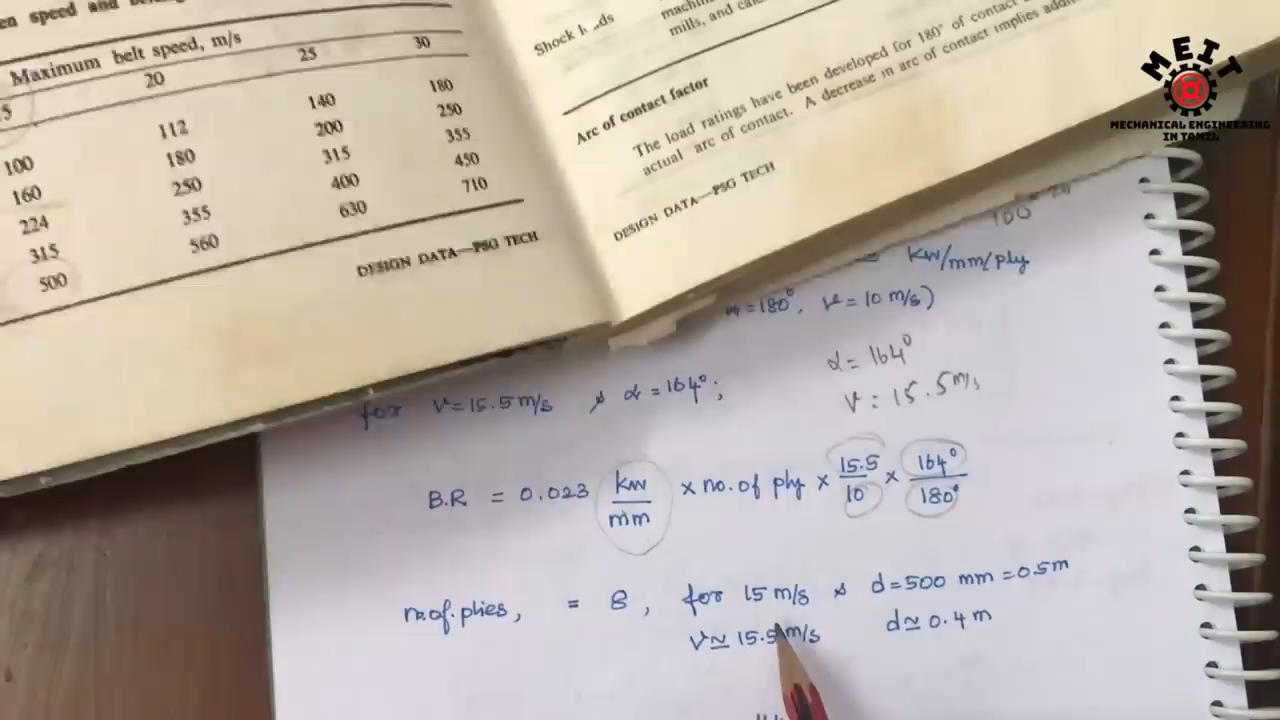 en speed and
Maximum belt speed, m/s
5 20 25 30
100 112 140 180
160 180 200 250
224 250 315 355
315 355 400 450
500 560 630 710
DESIGN DATA—PSG TECH
Shock
mills, and
Arc of contact factor
The load ratings have been developed for 180° of contact
actual arc of contact. A decrease in arc of contact implies
DESIGN DATA—PSG TECH
MEIT
MECHANICAL ENGINEERING
IN TAMIL
KW/mm/ply
=180°, v=10 m/s)
α = 164°
v = 15.5 m/s
for v=15.5 m/s & α=164°;
B.R = 0.023 kw/mm × no.of ply × 15.5/10 × 164°/180°
no.of.plies, = 8, for 15 m/s & d=500 mm =0.5m
v≃15.5 m/s d≃0.4 m